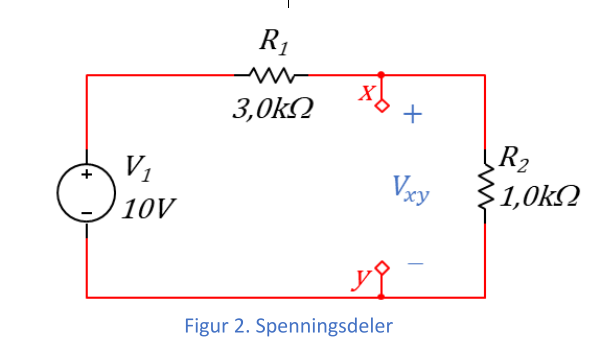 R1
3,0kΩ
x
+
V1
10V
+
−
Vxy
R2
1,0kΩ
y
−
Figur 2. Spenningsdeler